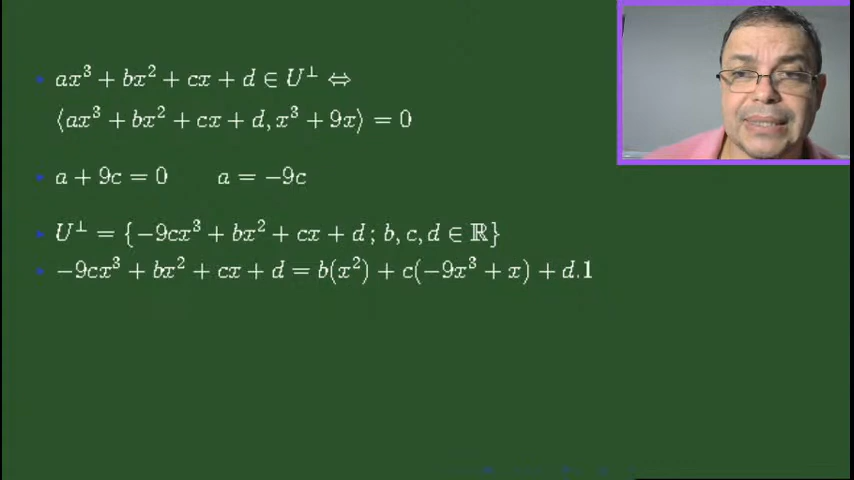 ax³ + bx² + cx + d ∈ U⊥ ⇔
⟨ax³ + bx² + cx + d, x³ + 9x⟩ = 0
a + 9c = 0 a = −9c
U⊥ = {−9cx³ + bx² + cx + d ; b, c, d ∈ ℝ}
−9cx³ + bx² + cx + d = b(x²) + c(−9x³ + x) + d.1